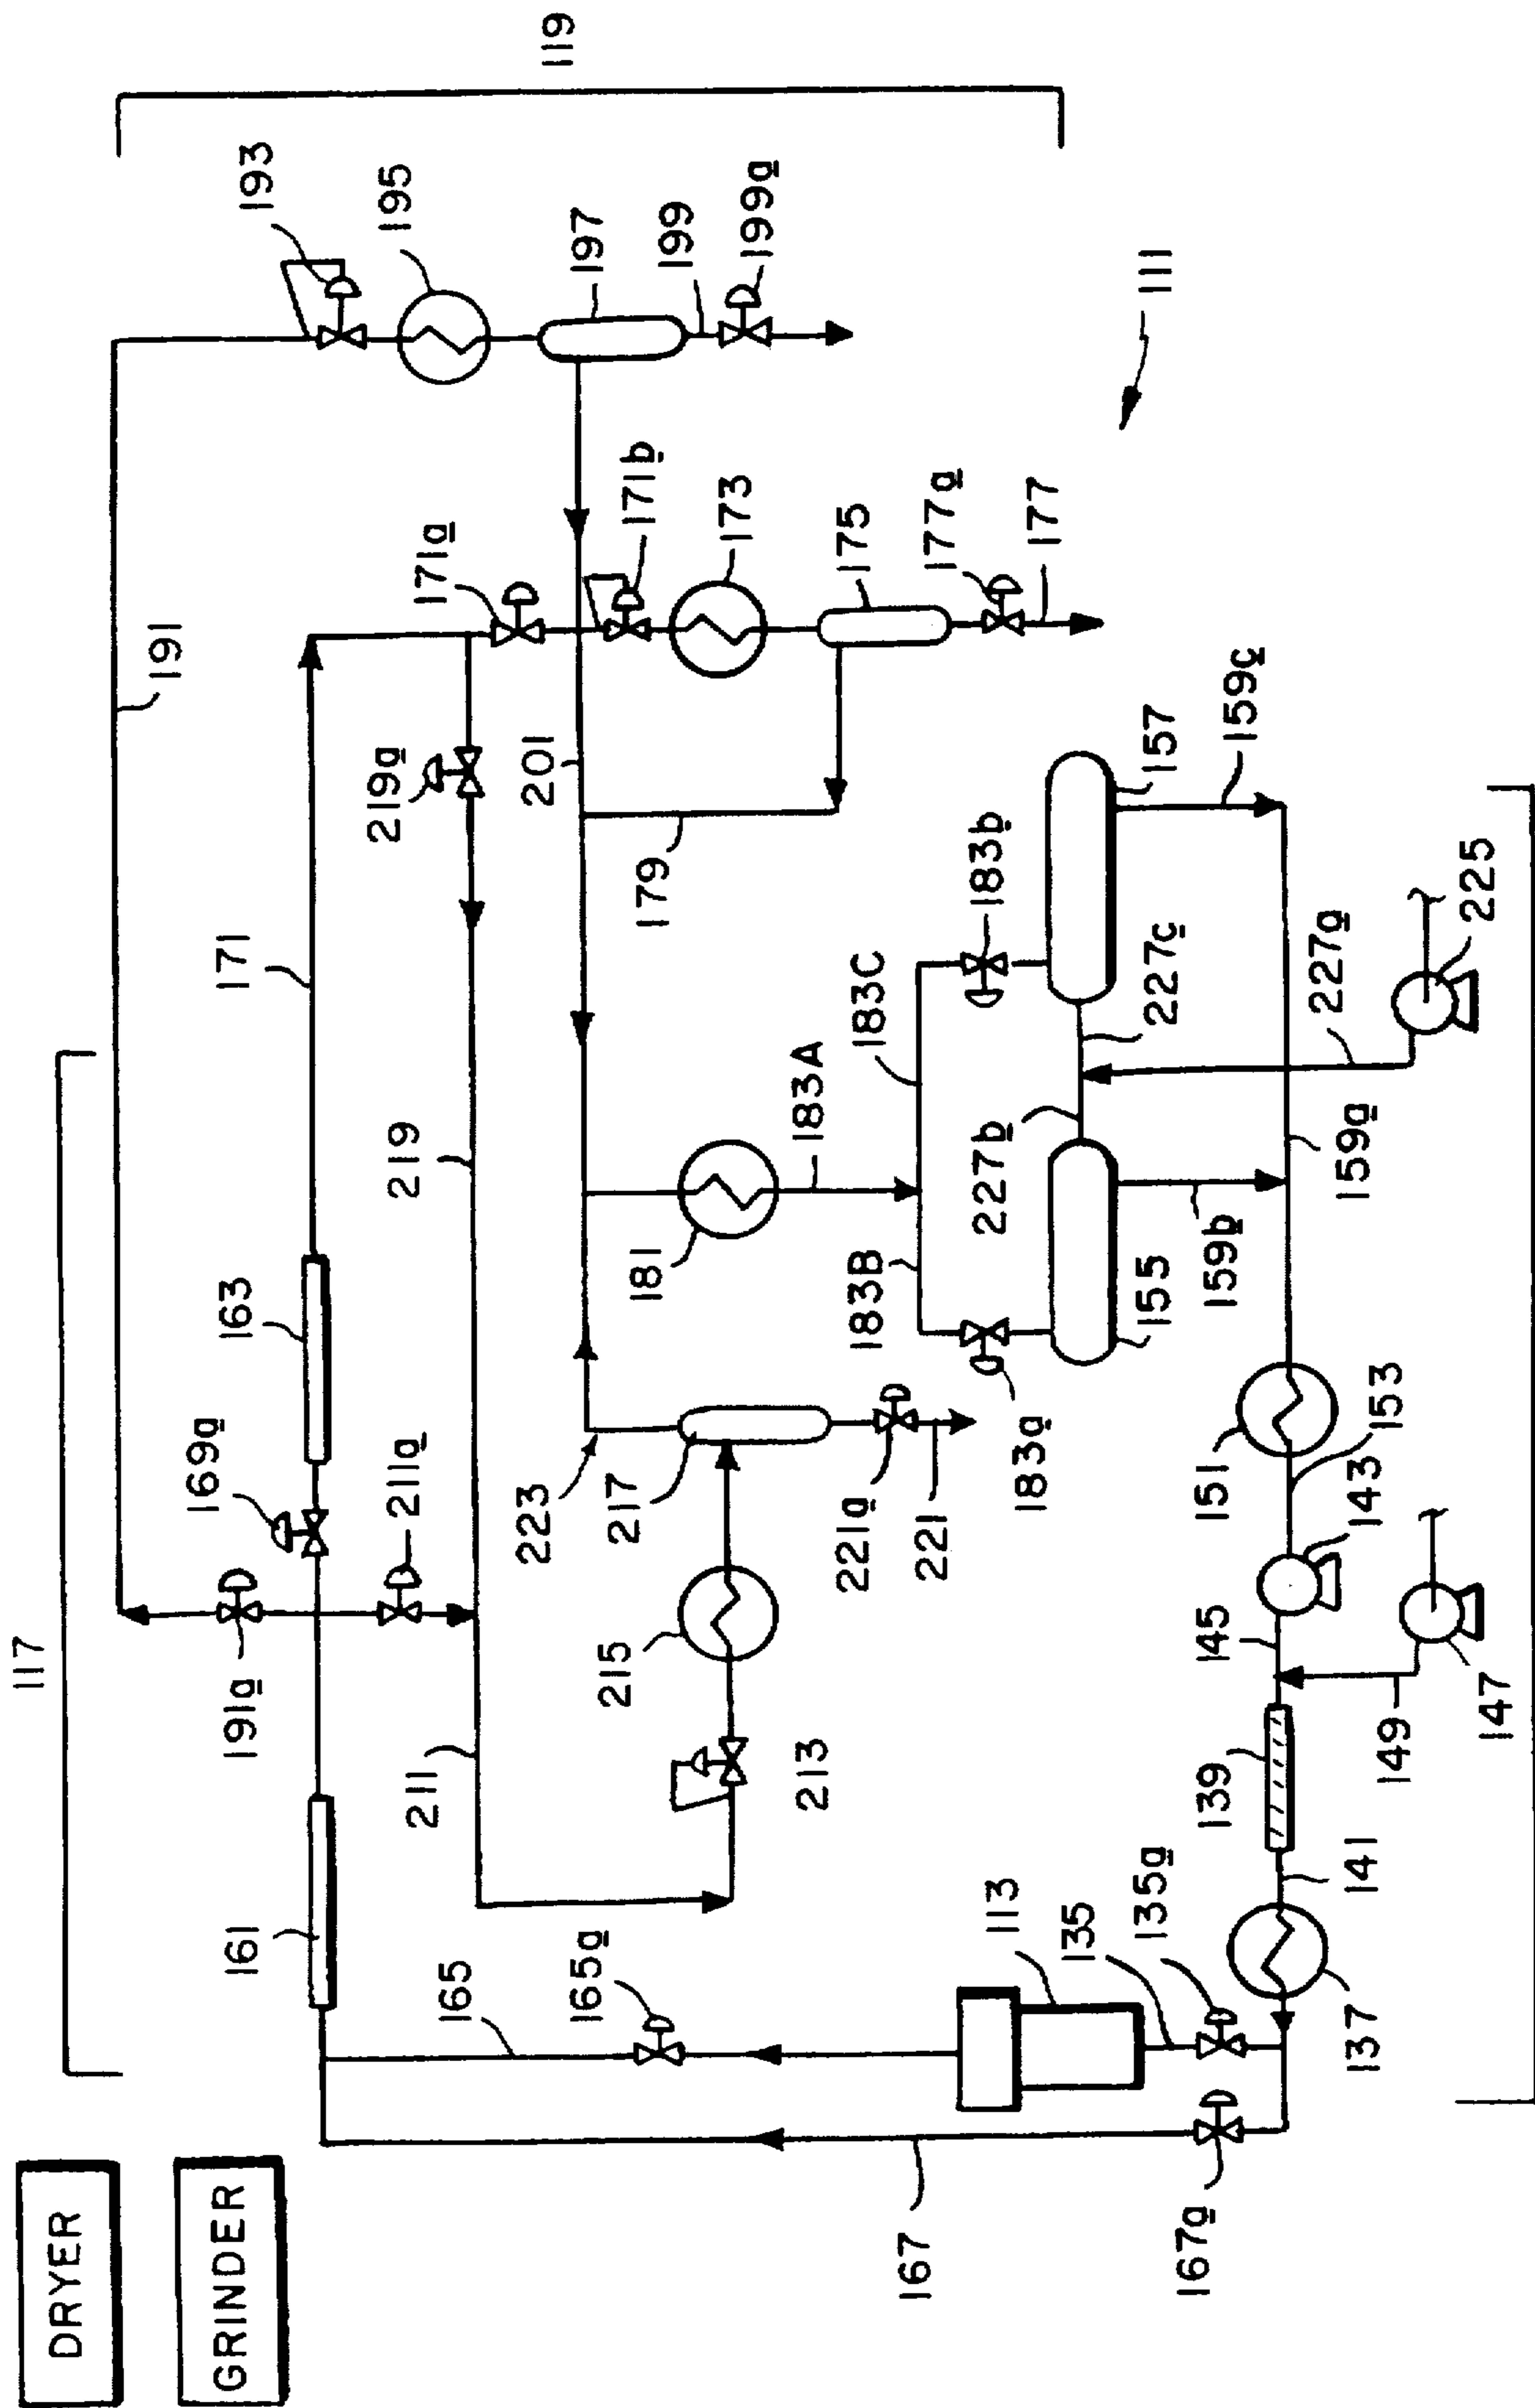 DRYER
GRINDER
117
119
191
193
195
197
199
199a
111
171
171a
171b
173
175
177a
177
191a
169a
163
161
211a
211
219
219a
201
179
223
217
221a
221
215
213
181
183A
183B
183C
183a
183b
227b
227c
227a
225
155
157
159a
159b
159c
151
153
143
145
147
149
139
141
137
113
135
135a
165
165a
167
167a